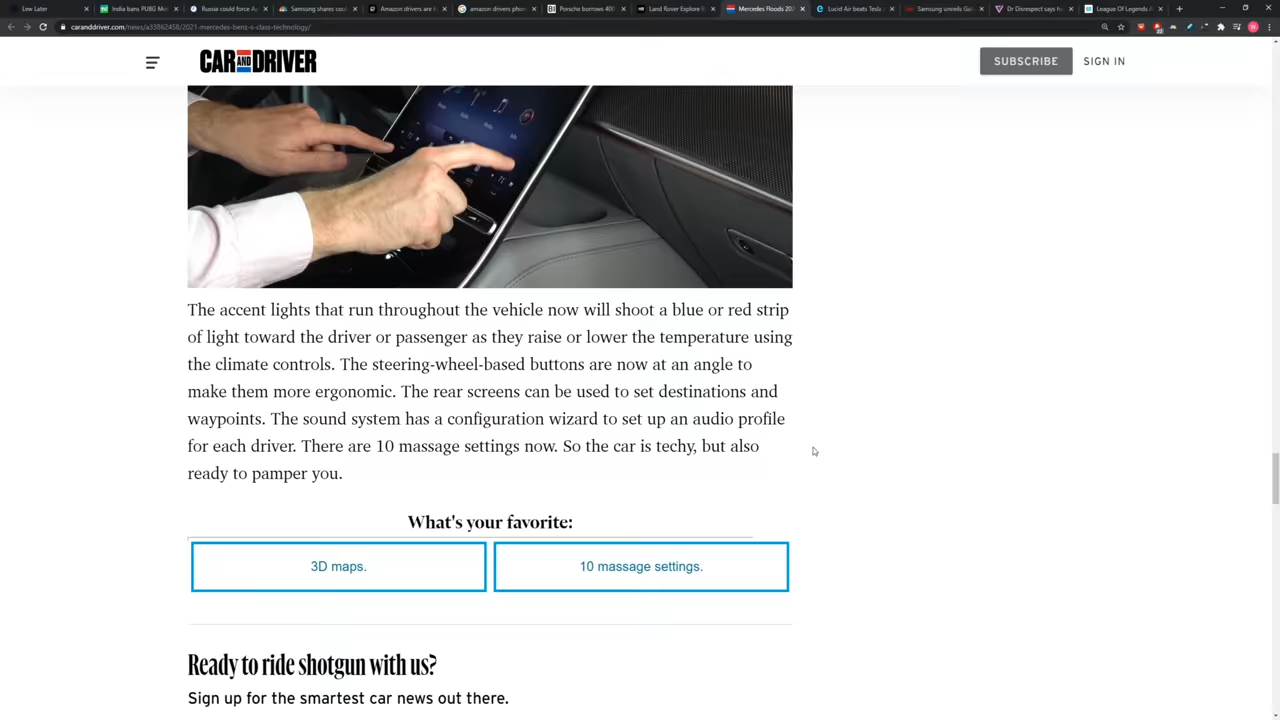 Lew Later
India bans PUBG Mo
Russia could force A
Samsung shares cool
Amazon drivers are h
amazon drivers phon
Porsche borrows 400
Land Rover Explore R
Mercedes Floods 202
Lucid Air beats Tesla
Samsung unveils Gal
Dr Disrespect says h
League Of Legends A
caranddriver.com/news/a33862458/2021-mercedes-benz-s-class-technology/
CAR AND DRIVER
SUBSCRIBE
SIGN IN
The accent lights that run throughout the vehicle now will shoot a blue or red strip
of light toward the driver or passenger as they raise or lower the temperature using
the climate controls. The steering-wheel-based buttons are now at an angle to
make them more ergonomic. The rear screens can be used to set destinations and
waypoints. The sound system has a configuration wizard to set up an audio profile
for each driver. There are 10 massage settings now. So the car is techy, but also
ready to pamper you.
What's your favorite:
3D maps.
10 massage settings.
Ready to ride shotgun with us?
Sign up for the smartest car news out there.